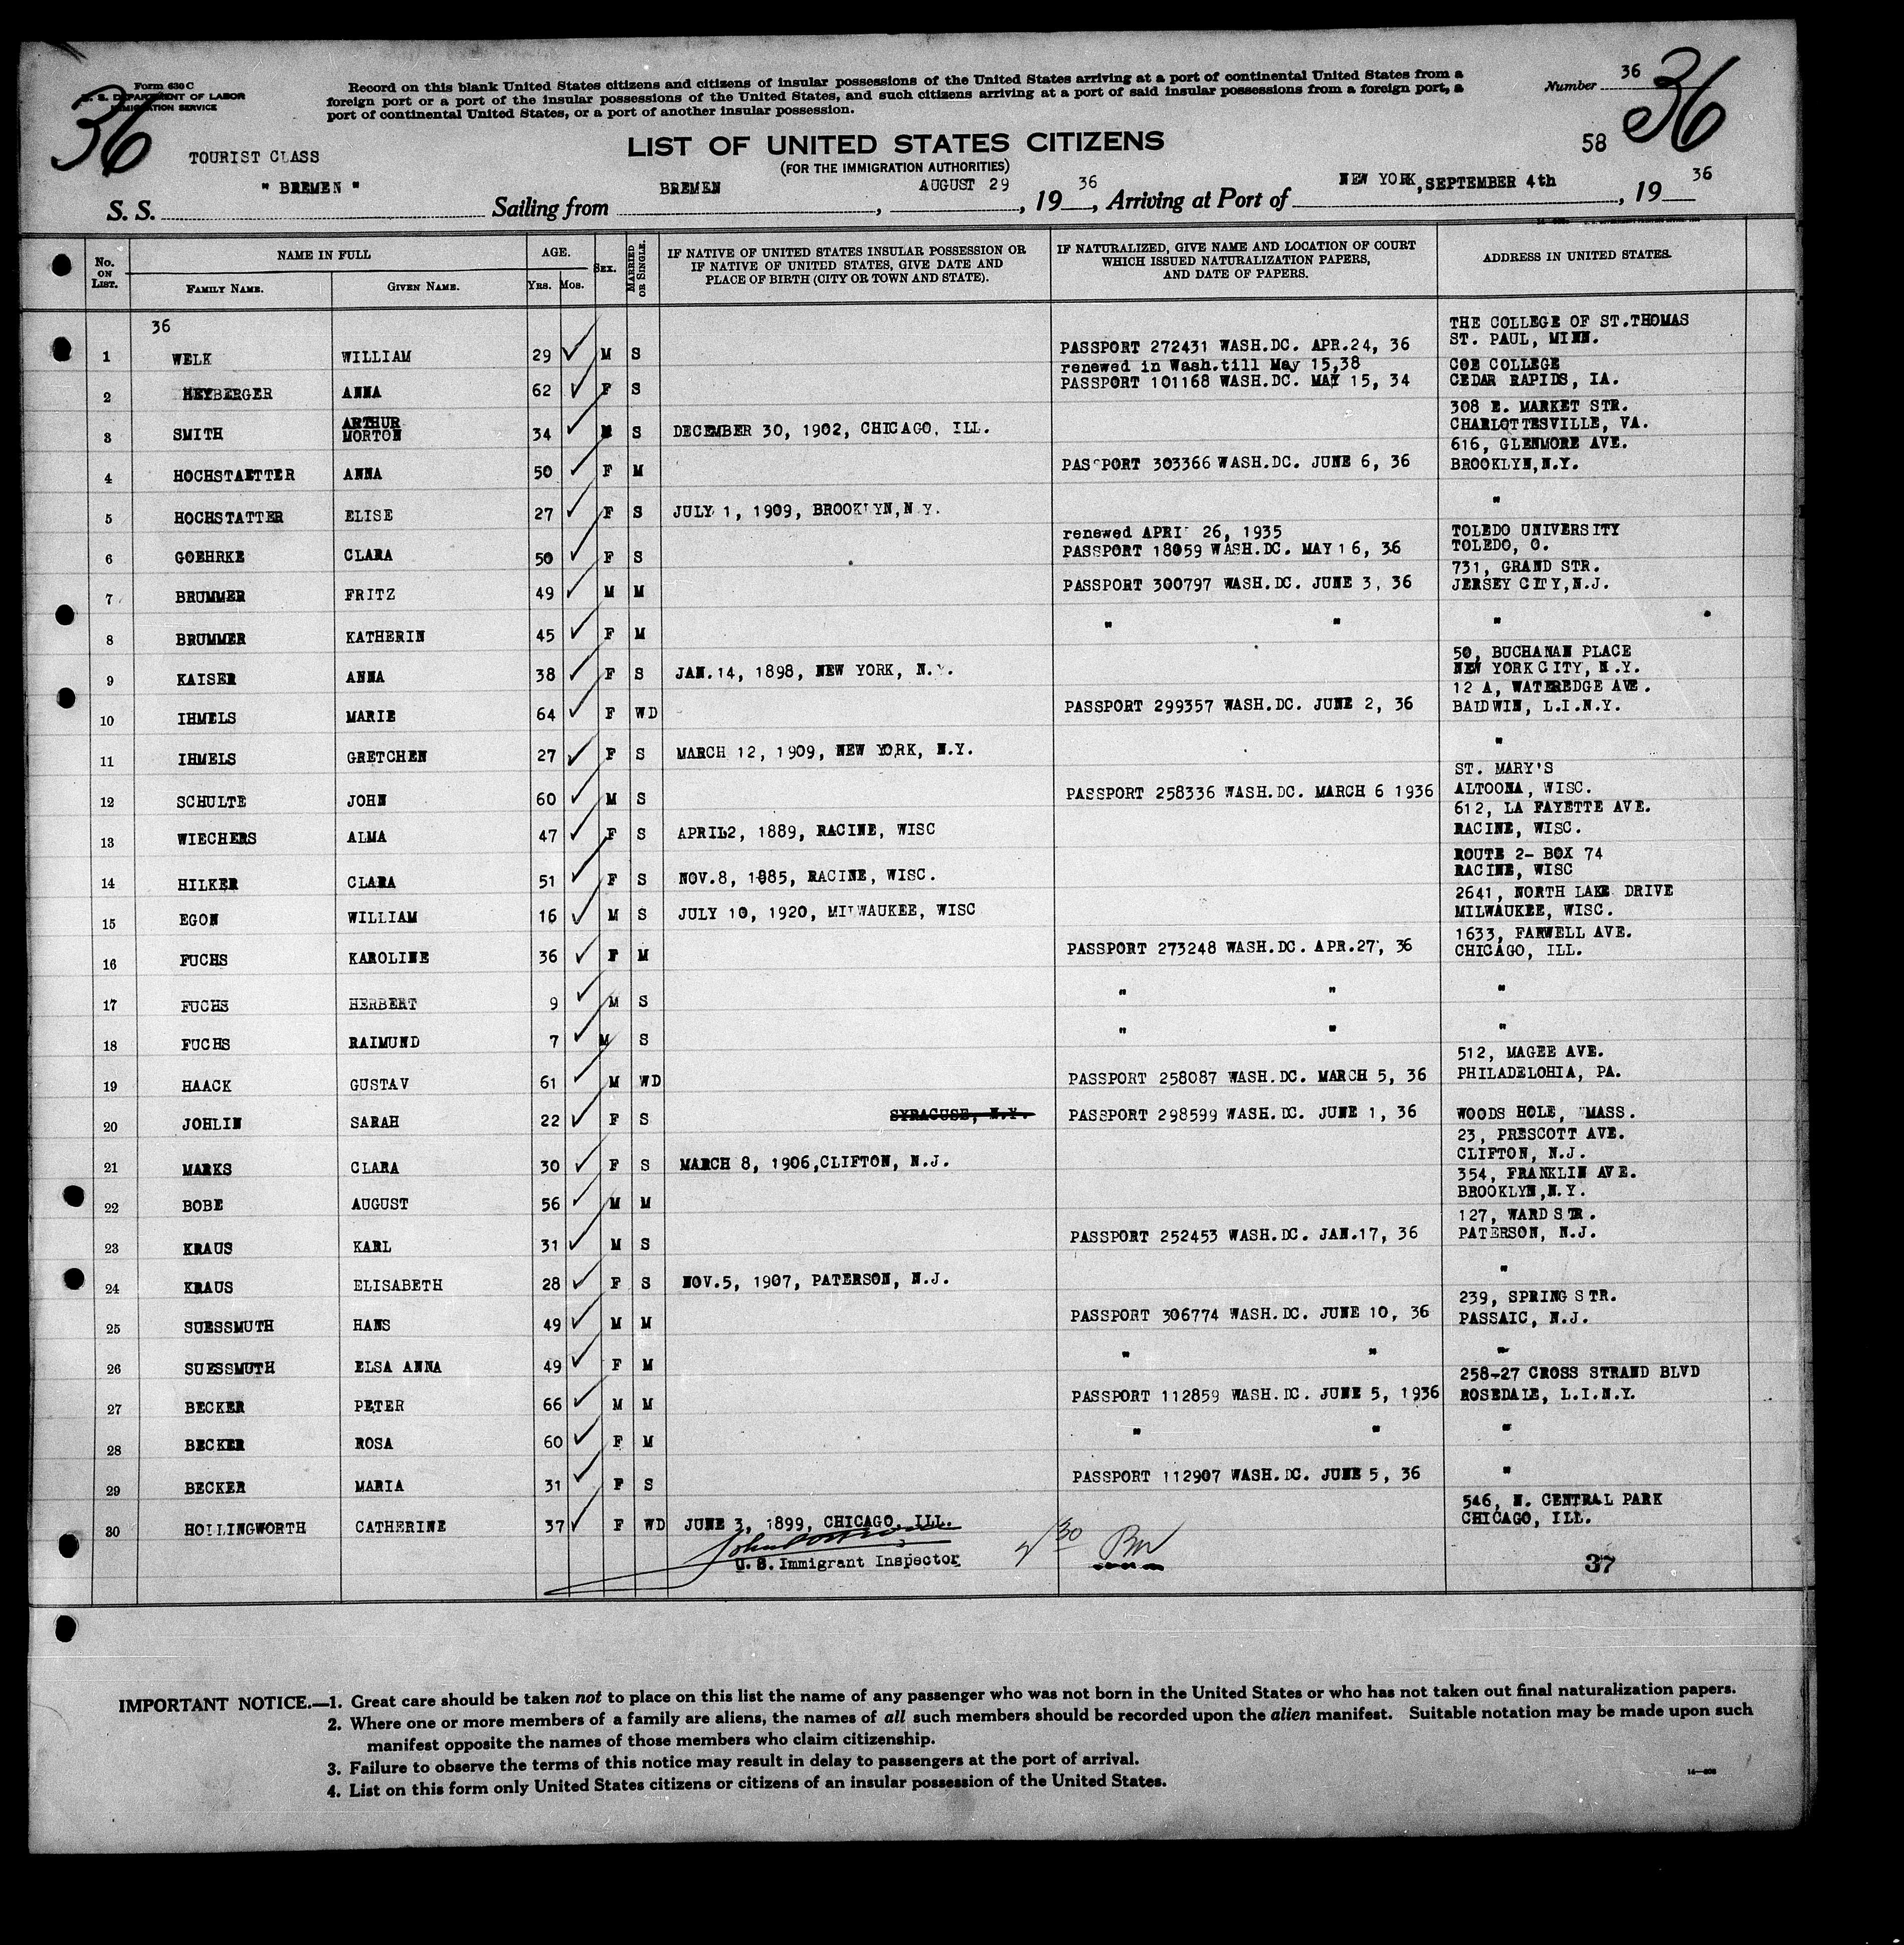 Form 630 C
U. S. DEPARTMENT OF LABOR
IMMIGRATION SERVICE
36
Record on this blank United States citizens and citizens of insular possessions of the United States arriving at a port of continental United States from a
foreign port or a port of the insular possessions of the United States, and such citizens arriving at a port of said insular possessions from a foreign port, a
port of continental United States, or a port of another insular possession.
Number 36
36
58
TOURIST CLASS
LIST OF UNITED STATES CITIZENS
(FOR THE IMMIGRATION AUTHORITIES)
S. S. " BREMEN " Sailing from BREMEN, AUGUST 29, 1936, Arriving at Port of NEW YORK, SEPTEMBER 4th, 1936
No. ON LIST. NAME IN FULL FAMILY NAME. GIVEN NAME. AGE. YRS. MOS. SEX. MARRIED OR SINGLE. IF NATIVE OF UNITED STATES INSULAR POSSESSION OR IF NATIVE OF UNITED STATES, GIVE DATE AND PLACE OF BIRTH (CITY OR TOWN AND STATE). IF NATURALIZED, GIVE NAME AND LOCATION OF COURT WHICH ISSUED NATURALIZATION PAPERS, AND DATE OF PAPERS. ADDRESS IN UNITED STATES.
36
THE COLLEGE OF ST.THOMAS
1 WELK WILLIAM 29 M S PASSPORT 272431 WASH.DC. APR.24, 36 ST. PAUL, MINN.
renewed in Wash.till May 15,38 COE COLLEGE
2 HEYBERGER ANNA 62 F S PASSPORT 101168 WASH.DC. MAY 15, 34 CEDAR RAPIDS, IA.
308 E. MARKET STR.
3 SMITH ARTHUR MORTON 34 M S DECEMBER 30, 1902, CHICAGO, ILL. CHARLOTTESVILLE, VA.
616, GLENMORE AVE.
4 HOCHSTAETTER ANNA 50 F M PASSPORT 303366 WASH.DC. JUNE 6, 36 BROOKLYN,N.Y.
5 HOCHSTATTER ELISE 27 F S JULY 1, 1909, BROOKLYN,N.Y. "
renewed APRIL 26, 1935 TOLEDO UNIVERSITY
6 GOEHRKE CLARA 50 F S PASSPORT 18059 WASH.DC. MAY 16, 36 TOLEDO, O.
731, GRAND STR.
7 BRUMMER FRITZ 49 M M PASSPORT 300797 WASH.DC. JUNE 3, 36 JERSEY CITY,N.J.
8 BRUMMER KATHERIN 45 F M " " "
50, BUCHANAN PLACE
9 KAISER ANNA 38 F S JAN.14, 1898, NEW YORK, N.Y. NEW YORK CITY, N.Y.
12 A, WATEREDGE AVE.
10 IHMELS MARIE 64 F WD PASSPORT 299357 WASH.DC. JUNE 2, 36 BALDWIN, L.I.N.Y.
11 IHMELS GRETCHEN 27 F S MARCH 12, 1909, NEW YORK, N.Y. "
ST. MARY'S
12 SCHULTE JOHN 60 M S PASSPORT 258336 WASH.DC. MARCH 6 1936 ALTOONA, WISC.
612, LA FAYETTE AVE.
13 WIECHERS ALMA 47 F S APRIL2, 1889, RACINE, WISC RACINE, WISC.
ROUTE 2- BOX 74
14 HILKER CLARA 51 F S NOV.8, 1885, RACINE, WISC. RACINE, WISC
2641, NORTH LAKE DRIVE
15 EGON WILLIAM 16 M S JULY 10, 1920, MILWAUKEE, WISC MILWAUKEE, WISC.
1633, FARWELL AVE.
16 FUCHS KAROLINE 36 F M PASSPORT 273248 WASH.DC. APR.27, 36 CHICAGO, ILL.
17 FUCHS HERBERT 9 M S " " "
18 FUCHS RAIMUND 7 M S " " "
512, MAGEE AVE.
19 HAACK GUSTAV 61 M WD PASSPORT 258087 WASH.DC. MARCH 5, 36 PHILADELOHIA, PA.
20 JOHLIN SARAH 22 F S SYRACUSE, N.Y. PASSPORT 298599 WASH.DC. JUNE 1, 36 WOODS HOLE, MASS.
23, PRESCOTT AVE.
21 MARKS CLARA 30 F S MARCH 8, 1906,CLIFTON, N.J. CLIFTON, N.J.
354, FRANKLIN AVE.
22 BOBE AUGUST 56 M M BROOKLYN,N.Y.
127, WARD STR.
23 KRAUS KARL 31 M S PASSPORT 252453 WASH.DC. JAN.17, 36 PATERSON, N.J.
24 KRAUS ELISABETH 28 F S NOV.5, 1907, PATERSON, N.J. "
239, SPRING STR.
25 SUESSMUTH HANS 49 M M PASSPORT 306774 WASH.DC. JUNE 10, 36 PASSAIC, N.J.
26 SUESSMUTH ELSA ANNA 49 F M " " "
258-27 CROSS STRAND BLVD
27 BECKER PETER 66 M M PASSPORT 112859 WASH.DC. JUNE 5, 1936 ROSEDALE, L.I.N.Y.
28 BECKER ROSA 60 F M " " "
29 BECKER MARIA 31 F S PASSPORT 112907 WASH.DC. JUNE 5, 36 "
546, N. CENTRAL PARK
30 HOLLINGWORTH CATHERINE 37 F WD JUNE 3, 1899, CHICAGO, ILL. CHICAGO, ILL.
U. S. Immigrant Inspector
30
37
IMPORTANT NOTICE.—1. Great care should be taken not to place on this list the name of any passenger who was not born in the United States or who has not taken out final naturalization papers.
2. Where one or more members of a family are aliens, the names of all such members should be recorded upon the alien manifest. Suitable notation may be made upon such
manifest opposite the names of those members who claim citizenship.
3. Failure to observe the terms of this notice may result in delay to passengers at the port of arrival.
4. List on this form only United States citizens or citizens of an insular possession of the United States.